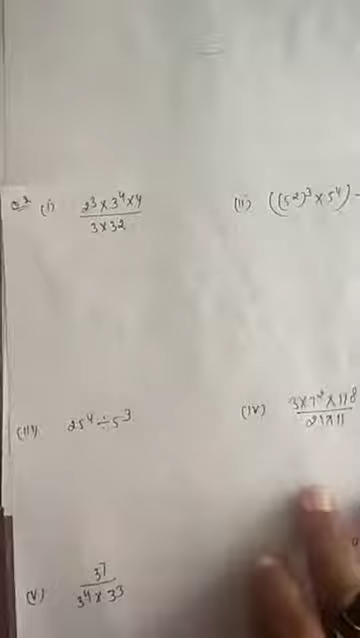 Q.2 (i) 2³ × 3⁴ × 4 / 3 × 32
(ii) ((5²)³ × 5⁴)
(iii) 25⁴ ÷ 5³
(iv) 3 × 7² × 11⁸ / 21 × 11
(v) 3⁷ / 3⁴ × 3³